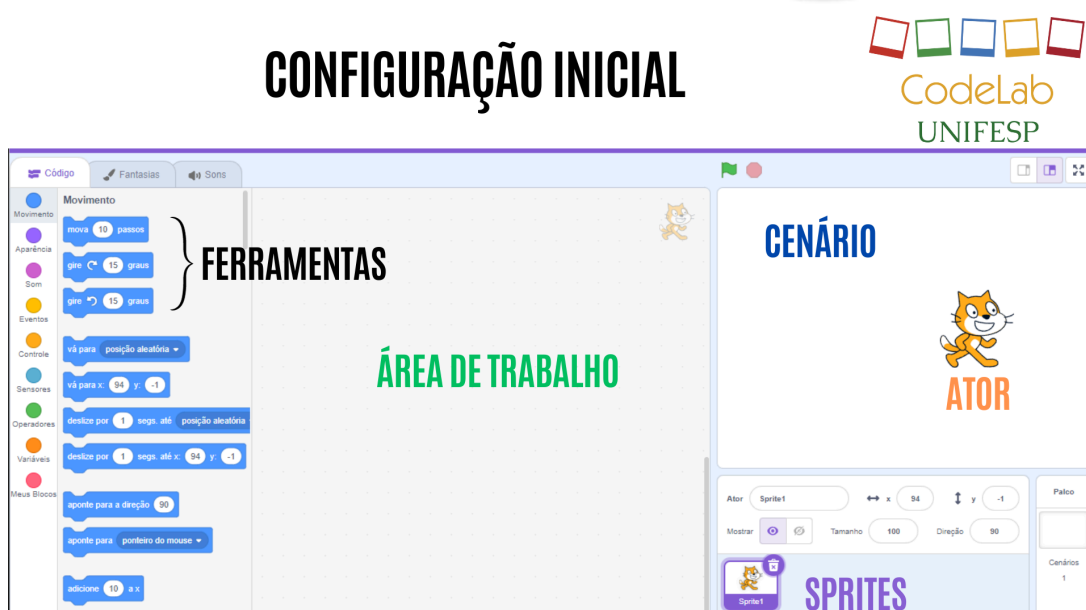 CONFIGURAÇÃO INICIAL
CodeLab
UNIFESP
Código
Fantasias
Sons
Movimento
Aparência
Som
Eventos
Controle
Sensores
Operadores
Variáveis
Meus Blocos
Movimento
mova 10 passos
gire 15 graus
gire 15 graus
vá para posição aleatória
vá para x: 94 y: -1
deslize por 1 segs. até posição aleatória
deslize por 1 segs. até x: 94 y: -1
aponte para a direção 90
aponte para ponteiro do mouse
adicione 10 a x
FERRAMENTAS
ÁREA DE TRABALHO
CENÁRIO
ATOR
Ator Sprite1 x 94 y -1
Mostrar Tamanho 100 Direção 90
Sprite1
SPRITES
Palco
Cenários
1